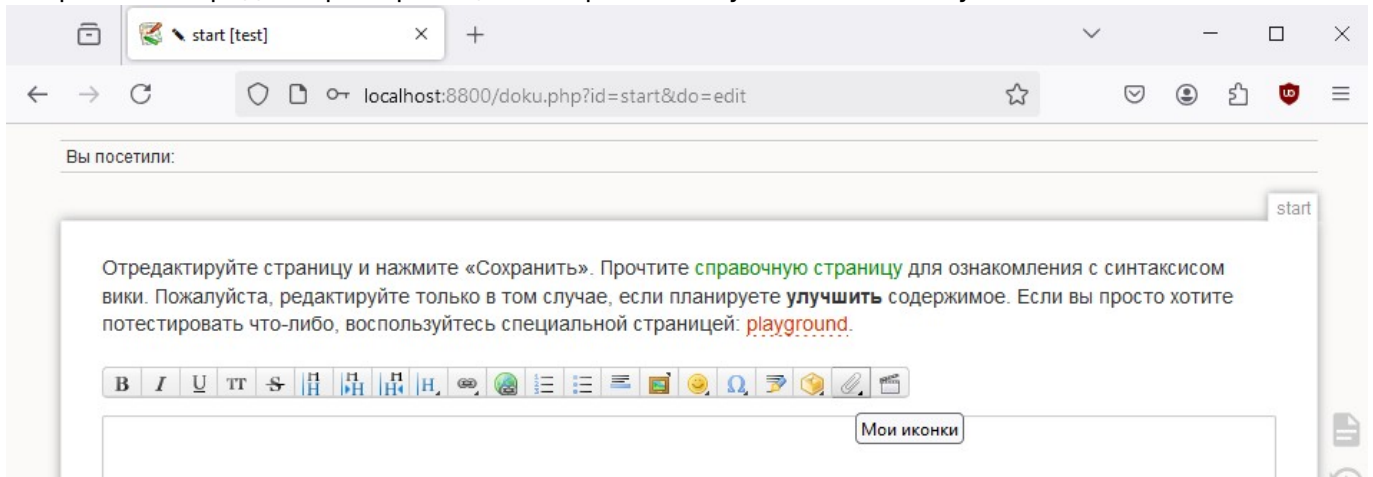 start [test]
localhost:8800/doku.php?id=start&do=edit
Вы посетили:
start
Отредактируйте страницу и нажмите «Сохранить». Прочтите справочную страницу для ознакомления с синтаксисом
вики. Пожалуйста, редактируйте только в том случае, если планируете улучшить содержимое. Если вы просто хотите
потестировать что-либо, воспользуйтесь специальной страницей: playground.
B I U TT S H H H H Ω
Мои иконки